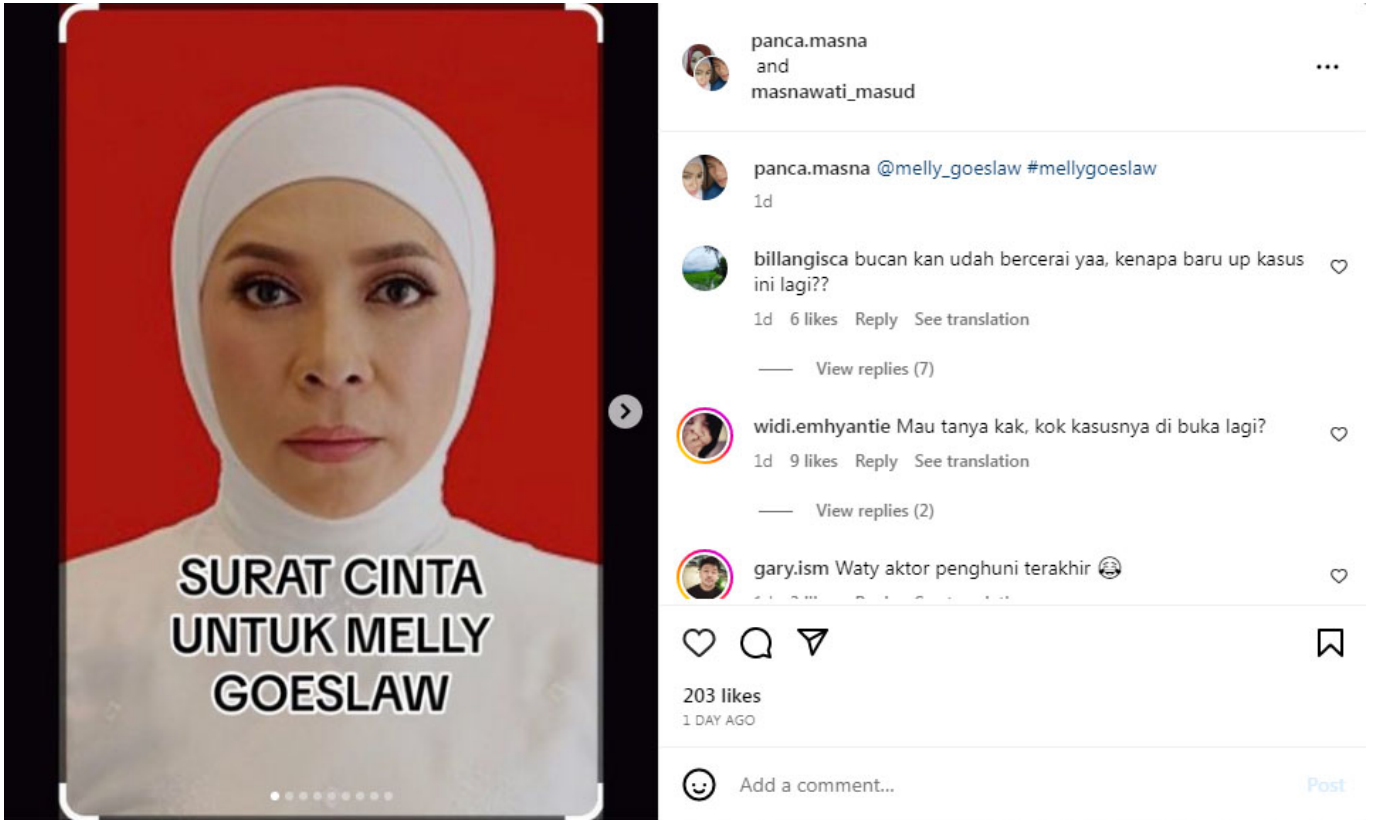 SURAT CINTA
UNTUK MELLY
GOESLAW
panca.masna
and
masnawati_masud
panca.masna @melly_goeslaw #mellygoeslaw
1d
billangisca bucan kan udah bercerai yaa, kenapa baru up kasus
ini lagi??
1d 6 likes Reply See translation
View replies (7)
widi.emhyantie Mau tanya kak, kok kasusnya di buka lagi?
1d 9 likes Reply See translation
View replies (2)
gary.ism Waty aktor penghuni terakhir 😂
203 likes
1 DAY AGO
Add a comment...
Post